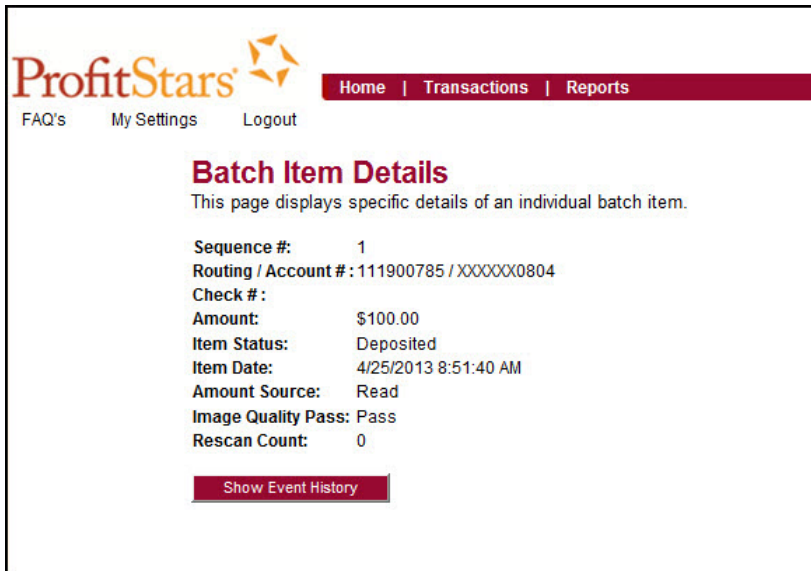 ProfitStars
Home | Transactions | Reports
FAQ's My Settings Logout
Batch Item Details
This page displays specific details of an individual batch item.
Sequence #: 1
Routing / Account # : 111900785 / XXXXXX0804
Check # :
Amount: $100.00
Item Status: Deposited
Item Date: 4/25/2013 8:51:40 AM
Amount Source: Read
Image Quality Pass: Pass
Rescan Count: 0
Show Event History